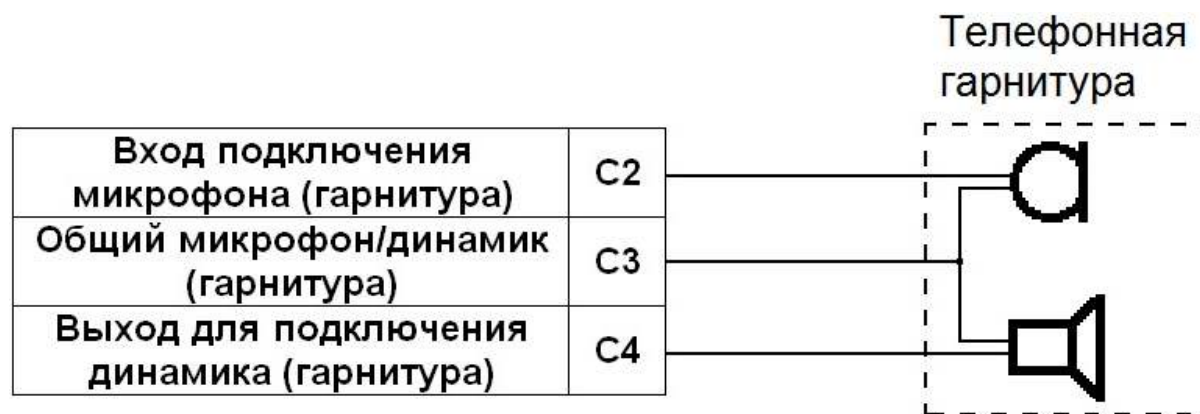 Телефонная
гарнитура
Вход подключения
микрофона (гарнитура)
C2
Общий микрофон/динамик
(гарнитура)
C3
Выход для подключения
динамика (гарнитура)
C4